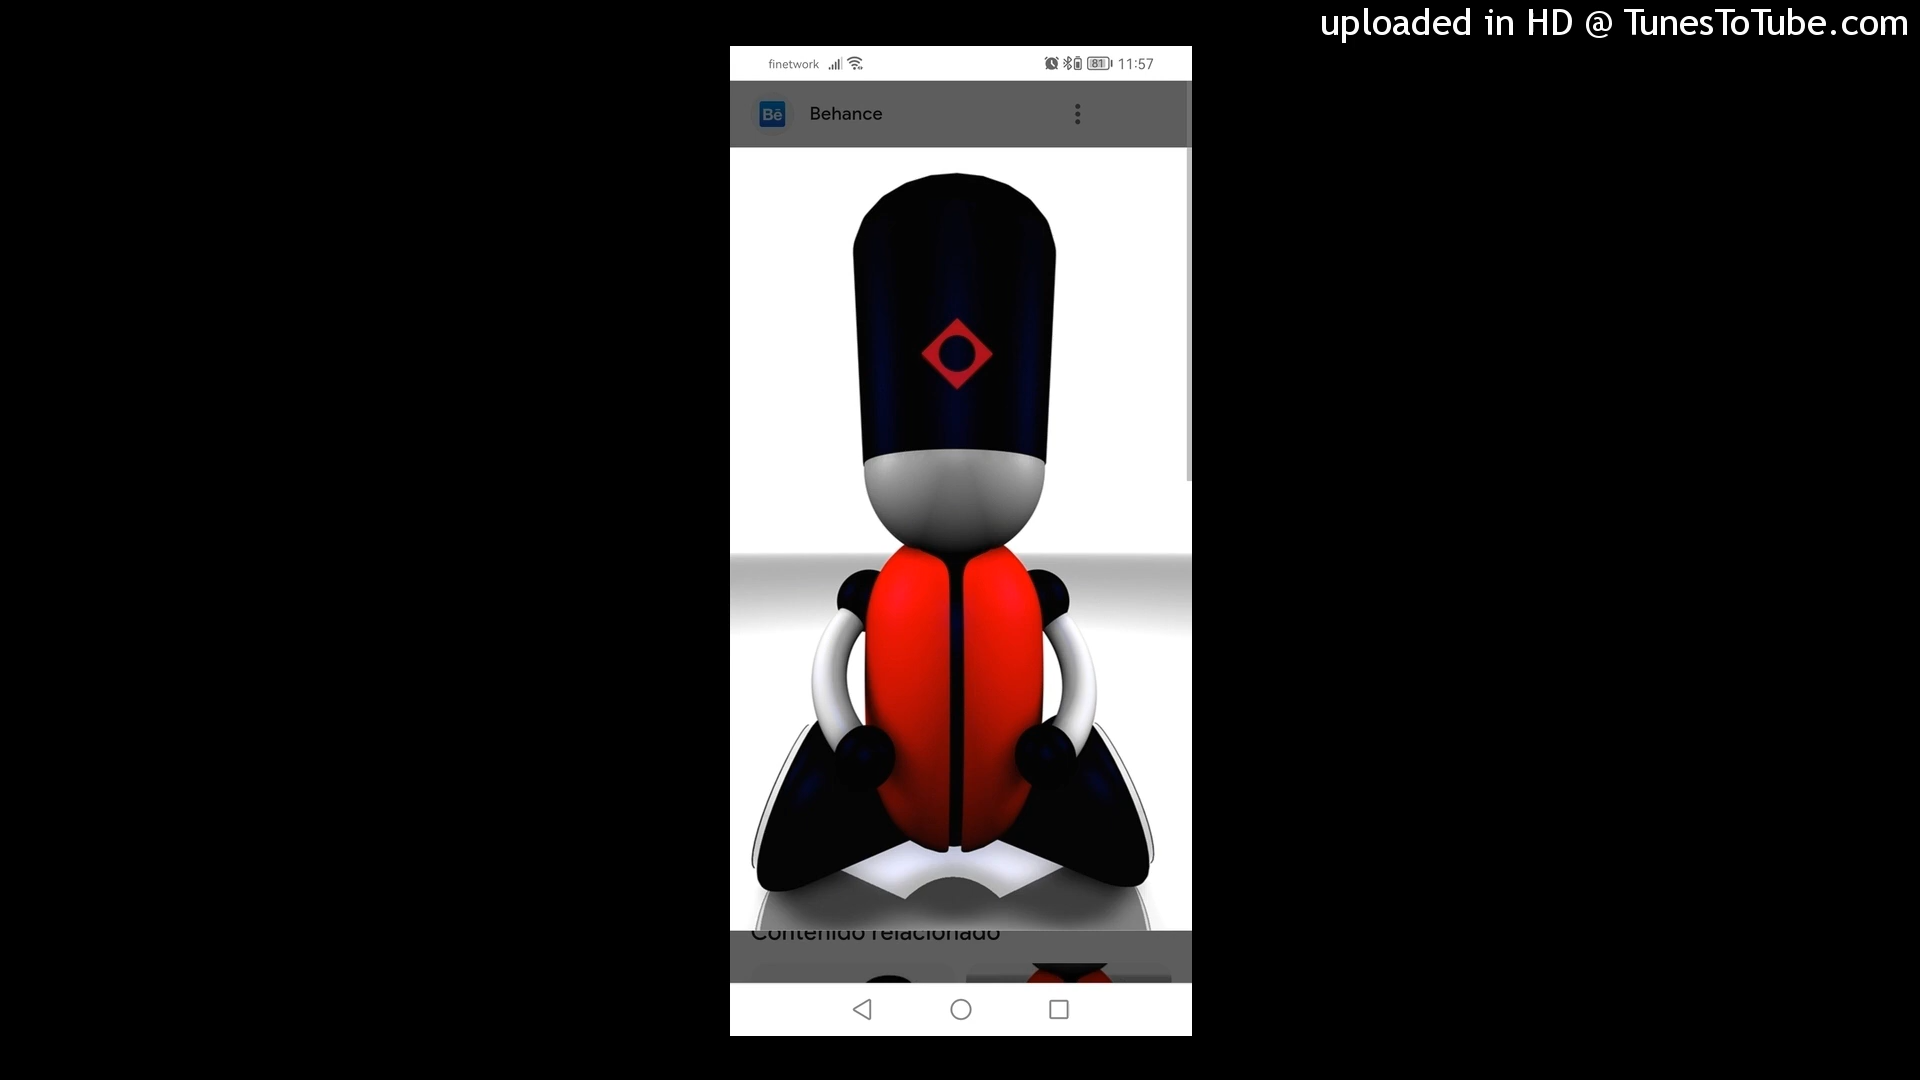 uploaded in HD @ TunesToTube.com
finetwork 81 11:57
Bē Behance
Contenido relacionado